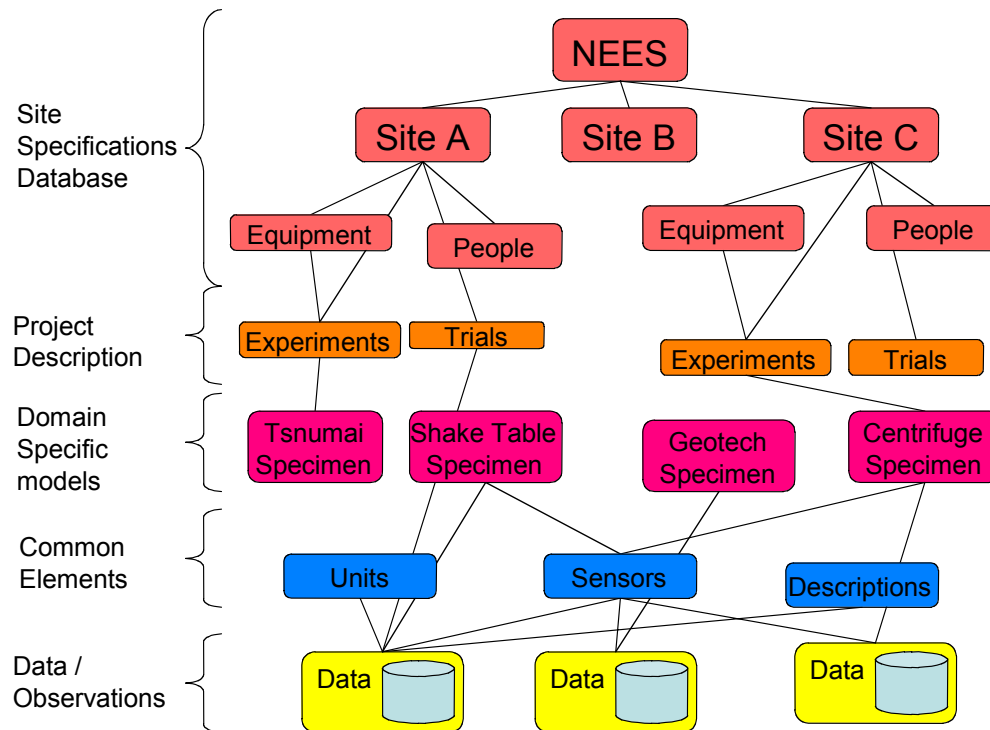 NEES
Site
Specifications
Database
Site A
Site B
Site C
Equipment
People
Equipment
People
Project
Description
Experiments
Trials
Experiments
Trials
Domain
Specific
models
Tsnumai
Specimen
Shake Table
Specimen
Geotech
Specimen
Centrifuge
Specimen
Common
Elements
Units
Sensors
Descriptions
Data /
Observations
Data
Data
Data